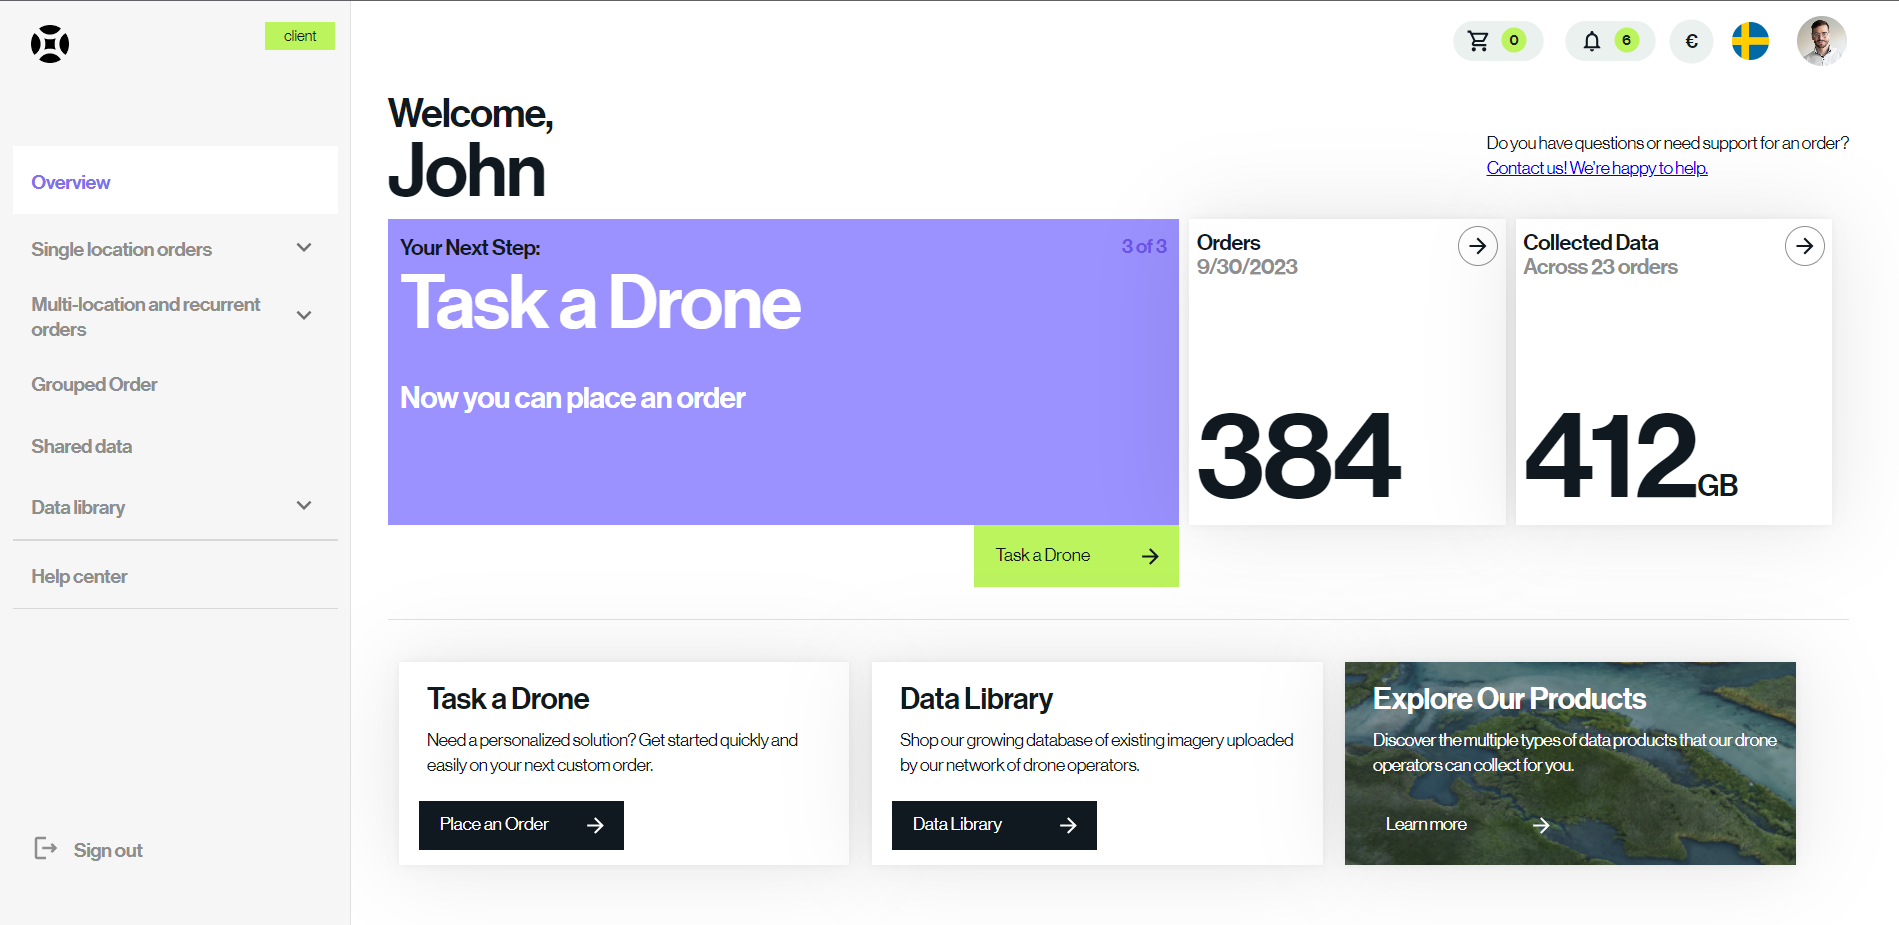 client
0
6
€
Welcome,
John
Do you have questions or need support for an order?
Contact us! We're happy to help.
Overview
Single location orders
Multi-location and recurrent
orders
Grouped Order
Shared data
Data library
Help center
Sign out
Your Next Step:
3 of 3
Task a Drone
Now you can place an order
Task a Drone
Orders
9/30/2023
384
Collected Data
Across 23 orders
412GB
Task a Drone
Need a personalized solution? Get started quickly and
easily on your next custom order.
Place an Order
Data Library
Shop our growing database of existing imagery uploaded
by our network of drone operators.
Data Library
Explore Our Products
Discover the multiple types of data products that our drone
operators can collect for you.
Learn more